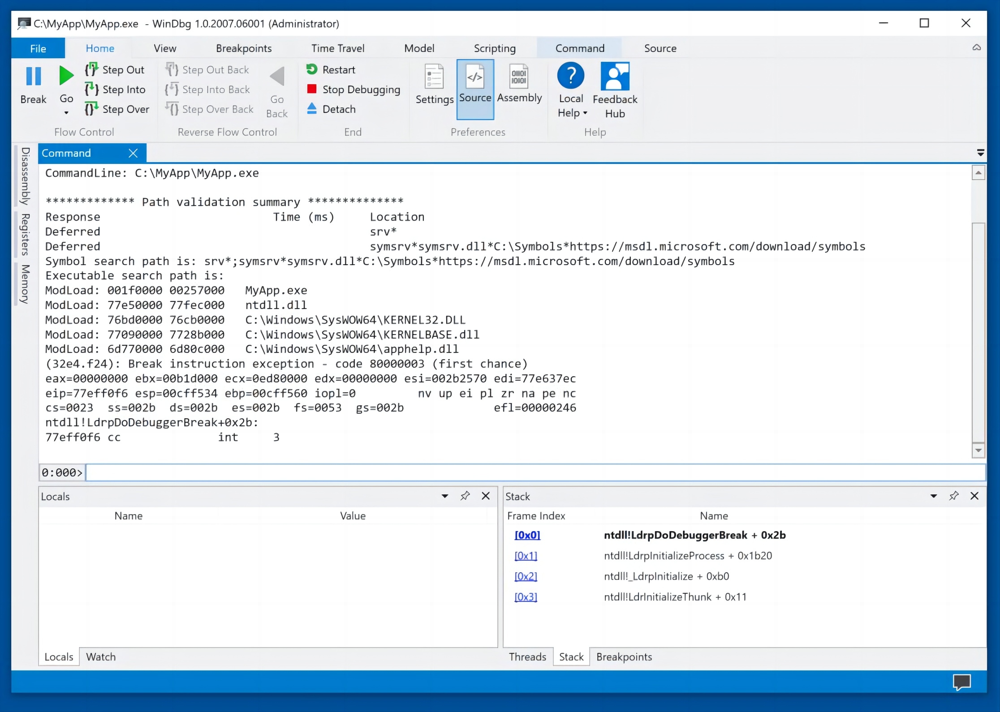 C:\MyApp\MyApp.exe - WinDbg 1.0.2007.06001 (Administrator)
File Home View Breakpoints Time Travel Model Scripting Command Source
Break
Go
Step Out
Step Into
Step Over
Flow Control
Step Out Back
Step Into Back
Step Over Back
Go
Back
Reverse Flow Control
Restart
Stop Debugging
Detach
End
Settings
Source
</>
Assembly
Preferences
?
Local
Help
Feedback
Hub
Help
Disassembly
Registers
Memory
Command
CommandLine: C:\MyApp\MyApp.exe
************* Path validation summary **************
Response                         Time (ms)     Location
Deferred                                       srv*
Deferred                                       symsrv*symsrv.dll*C:\Symbols*https://msdl.microsoft.com/download/symbols
Symbol search path is: srv*;symsrv*symsrv.dll*C:\Symbols*https://msdl.microsoft.com/download/symbols
Executable search path is:
ModLoad: 001f0000 00257000   MyApp.exe
ModLoad: 77e50000 77fec000   ntdll.dll
ModLoad: 76bd0000 76cb0000   C:\Windows\SysWOW64\KERNEL32.DLL
ModLoad: 77090000 7728b000   C:\Windows\SysWOW64\KERNELBASE.dll
ModLoad: 6d770000 6d80c000   C:\Windows\SysWOW64\apphelp.dll
(32e4.f24): Break instruction exception - code 80000003 (first chance)
eax=00000000 ebx=00b1d000 ecx=0ed80000 edx=00000000 esi=002b2570 edi=77e637ec
eip=77eff0f6 esp=00cff534 ebp=00cff560 iopl=0         nv up ei pl zr na pe nc
cs=0023  ss=002b  ds=002b  es=002b  fs=0053  gs=002b             efl=00000246
ntdll!LdrpDoDebuggerBreak+0x2b:
77eff0f6 cc              int     3
0:000>
Locals
Name Value
Locals Watch
Stack
Frame Index Name
[0x0] ntdll!LdrpDoDebuggerBreak + 0x2b
[0x1] ntdll!LdrpInitializeProcess + 0x1b20
[0x2] ntdll!_LdrpInitialize + 0xb0
[0x3] ntdll!LdrInitializeThunk + 0x11
Threads Stack Breakpoints